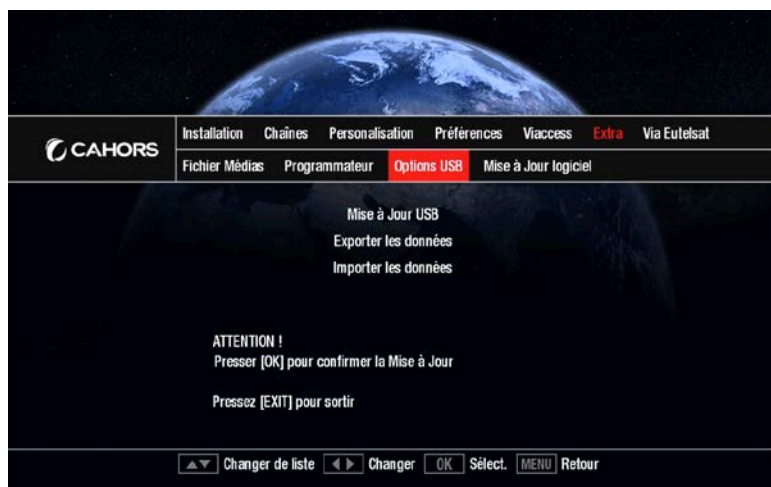 CAHORS
Installation Chaînes Personalisation Préférences Viaccess Extra Via Eutelsat
Fichier Médias Programmateur Options USB Mise à Jour logiciel
Mise à Jour USB
Exporter les données
Importer les données
ATTENTION !
Presser [OK] pour confirmer la Mise à Jour
Pressez [EXIT] pour sortir
Changer de liste Changer OK Sélect. MENU Retour